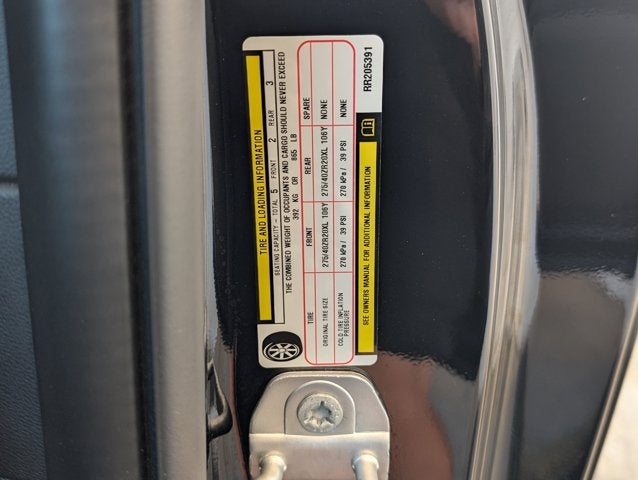 TIRE AND LOADING INFORMATION
SEATING CAPACITY - TOTAL 5 FRONT 2 REAR 3
THE COMBINED WEIGHT OF OCCUPANTS AND CARGO SHOULD NEVER EXCEED
392 KG OR 865 LB
TIRE FRONT REAR SPARE
ORIGINAL TIRE SIZE 275/40ZR20XL 106Y 275/40ZR20XL 106Y NONE
COLD TIRE INFLATION
PRESSURE 270 kPa / 39 PSI 270 kPa / 39 PSI NONE
SEE OWNERS MANUAL FOR ADDITIONAL INFORMATION
RR205391